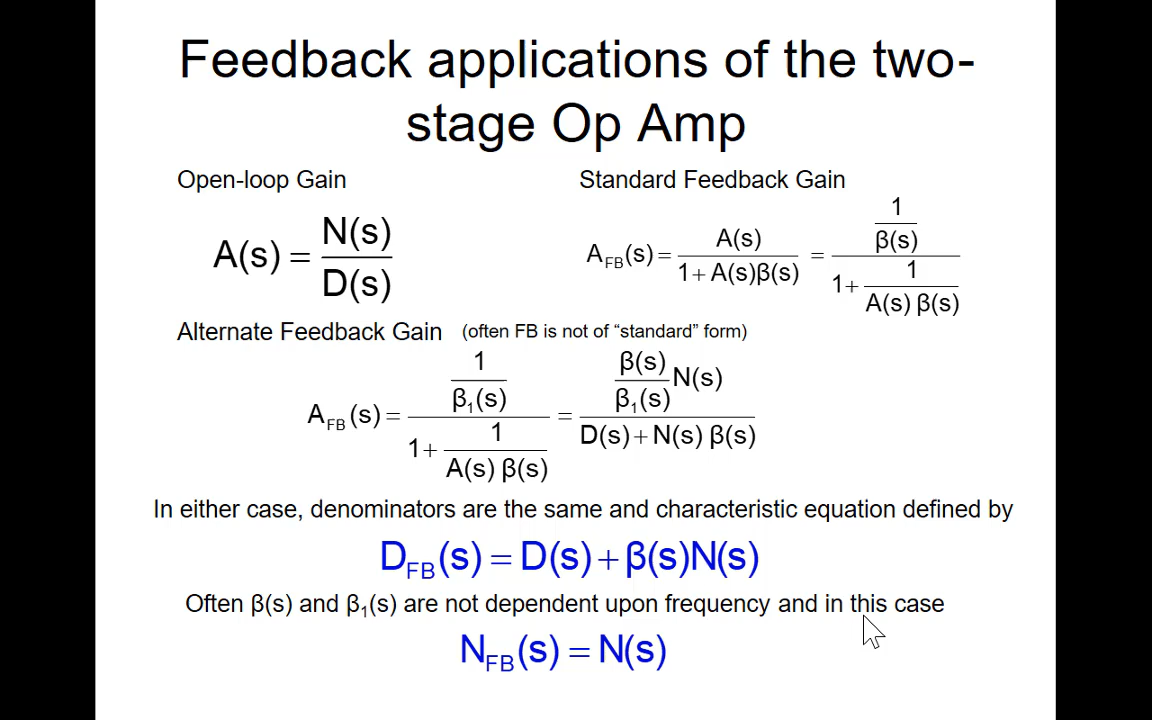 Feedback applications of the two-
stage Op Amp
Open-loop Gain
Standard Feedback Gain
A(s) = N(s)/D(s)
A_FB(s) = A(s)/(1+A(s)β(s)) = (1/β(s))/(1+1/(A(s) β(s)))
Alternate Feedback Gain (often FB is not of “standard” form)
A_FB(s) = (1/β₁(s))/(1+1/(A(s) β(s))) = ((β(s)/β₁(s)) N(s))/(D(s)+N(s) β(s))
In either case, denominators are the same and characteristic equation defined by
D_FB(s) = D(s)+β(s)N(s)
Often β(s) and β₁(s) are not dependent upon frequency and in this case
N_FB(s) = N(s)